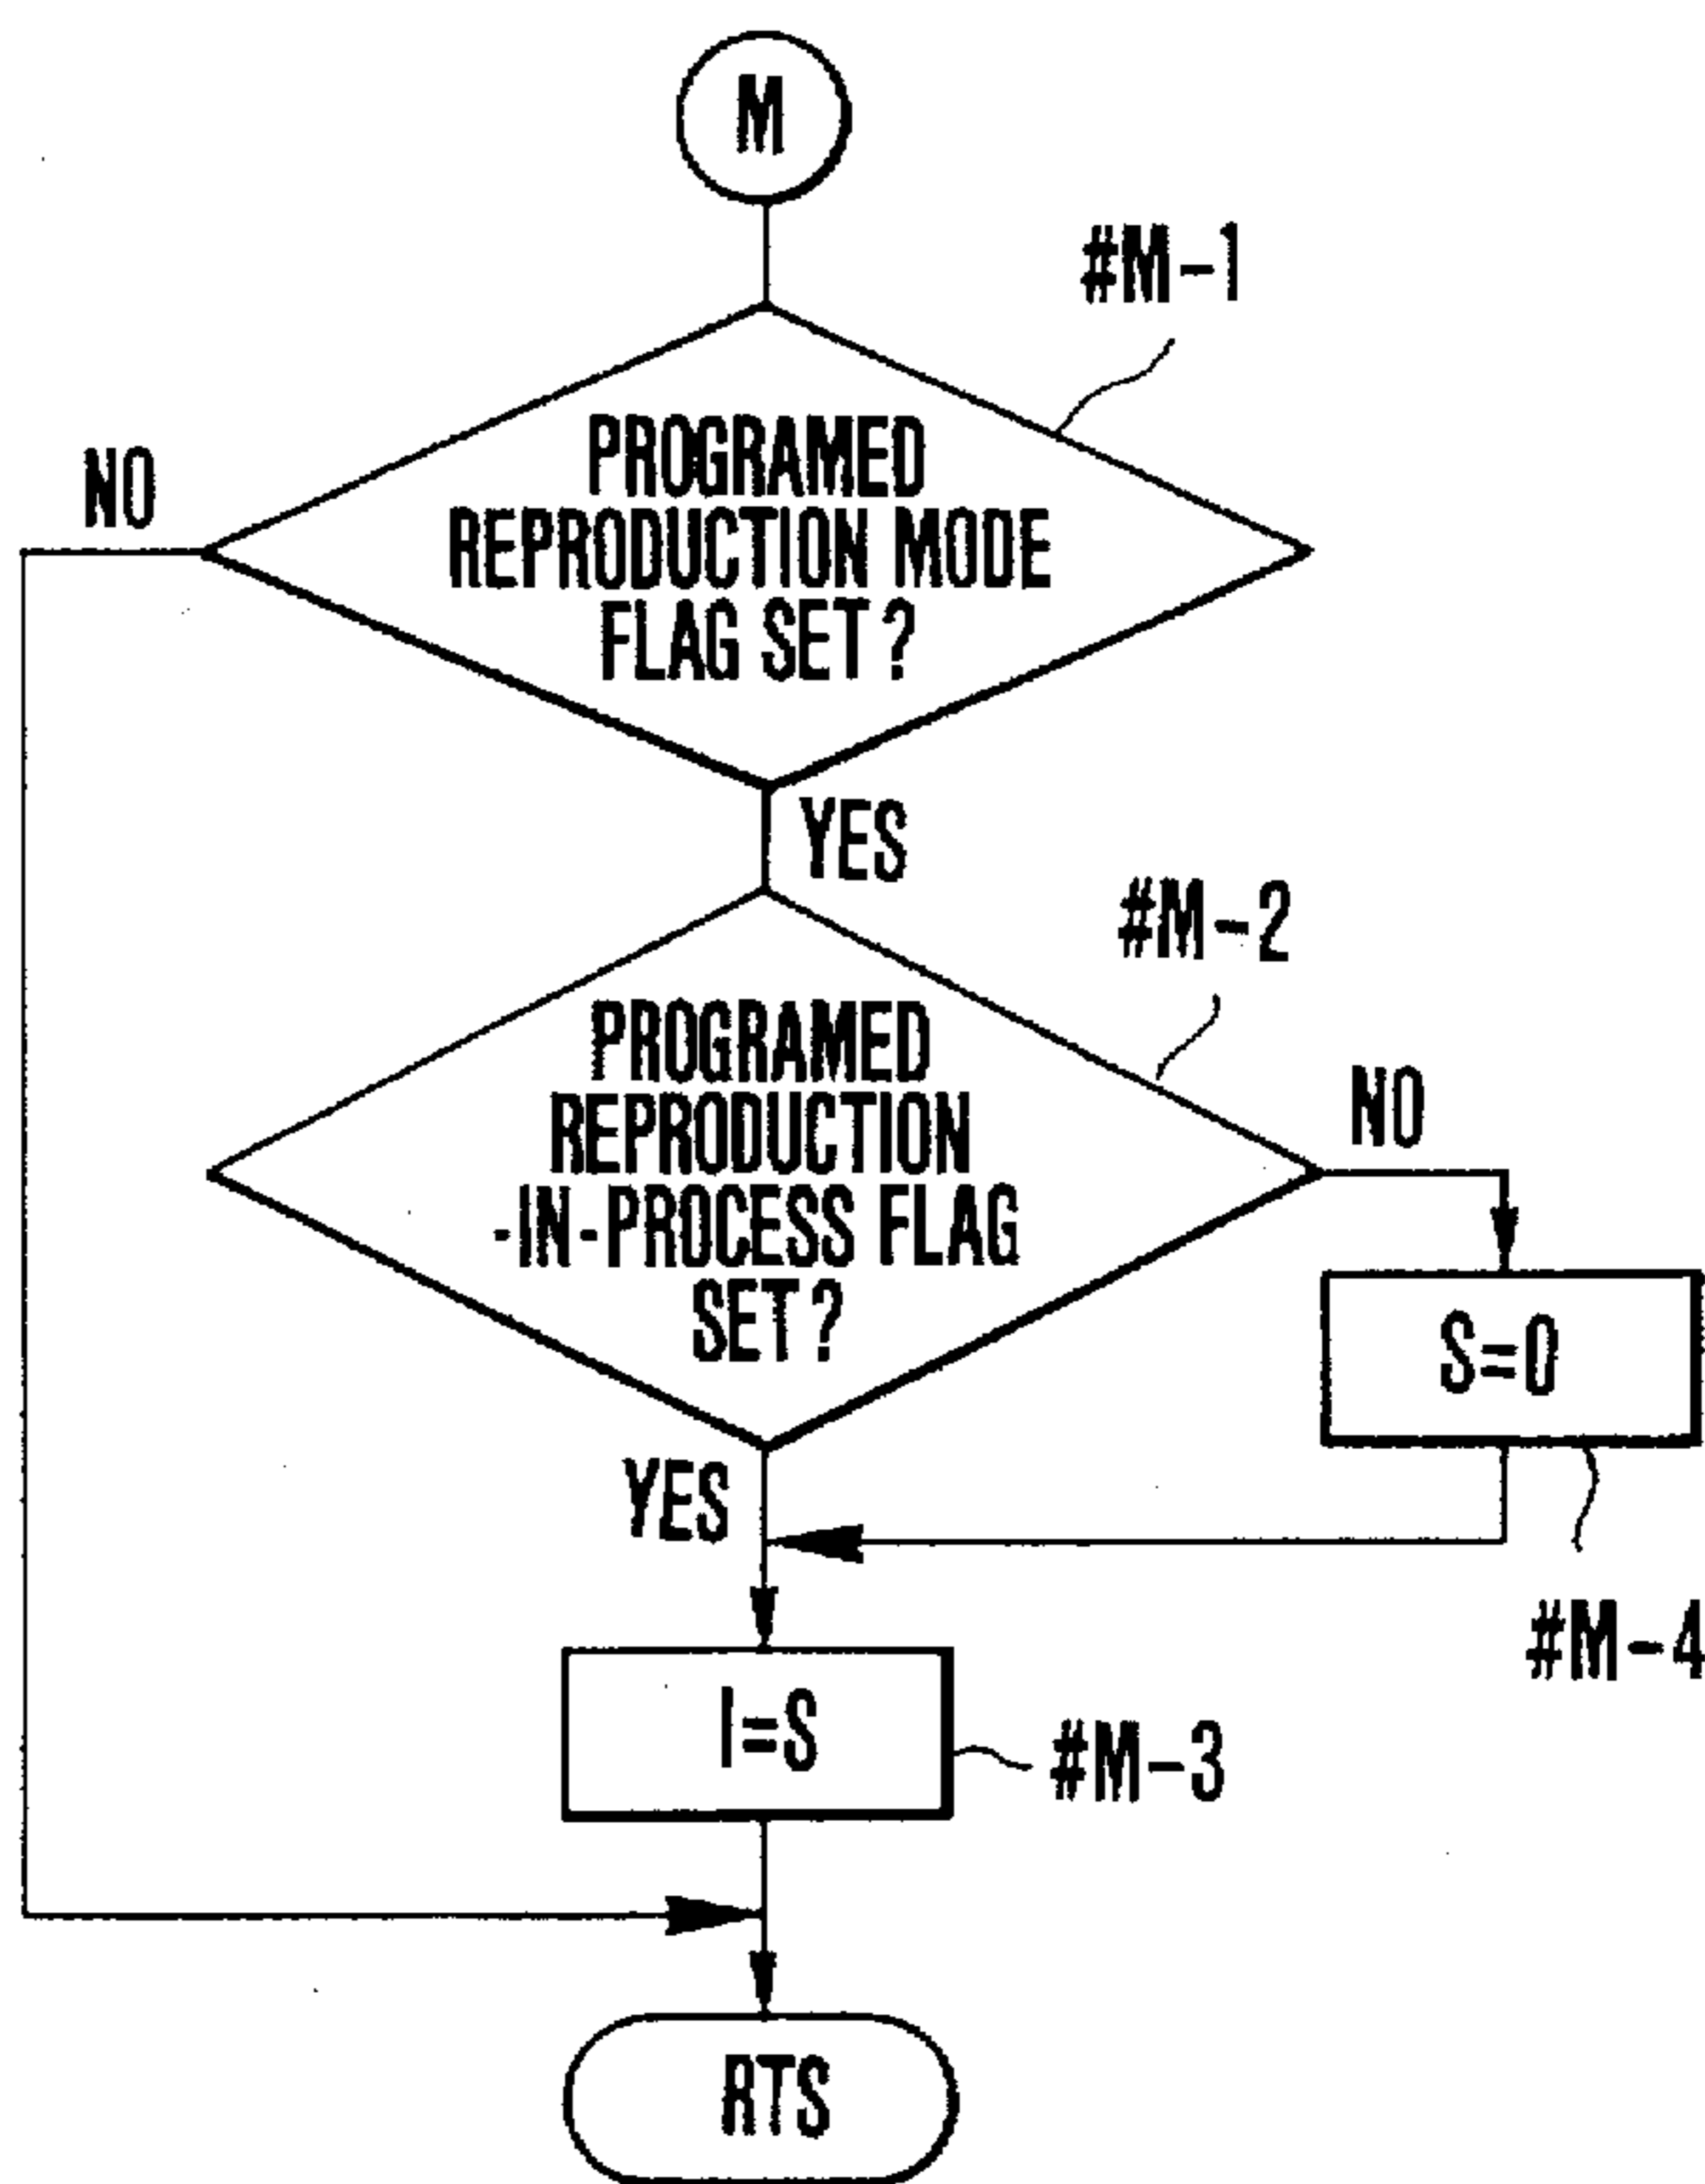 M
#M-1
PROGRAMED
REPRODUCTION MODE
FLAG SET?
NO
YES
#M-2
PROGRAMED
REPRODUCTION
-IN-PROCESS FLAG
SET?
NO
S=0
YES
#M-4
I=S
#M-3
RTS